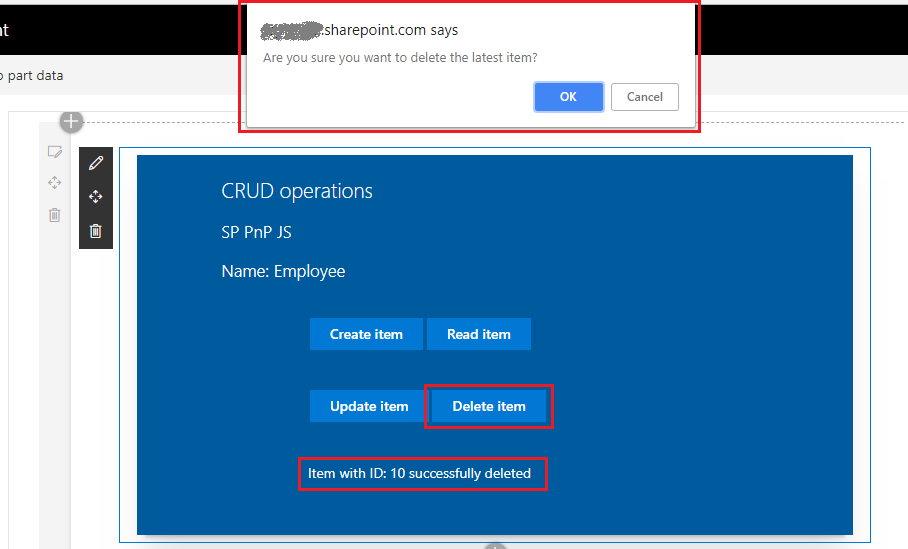 nt
.sharepoint.com says
Are you sure you want to delete the latest item?
OK Cancel
o part data
CRUD operations
SP PnP JS
Name: Employee
Create item Read item
Update item Delete item
Item with ID: 10 successfully deleted